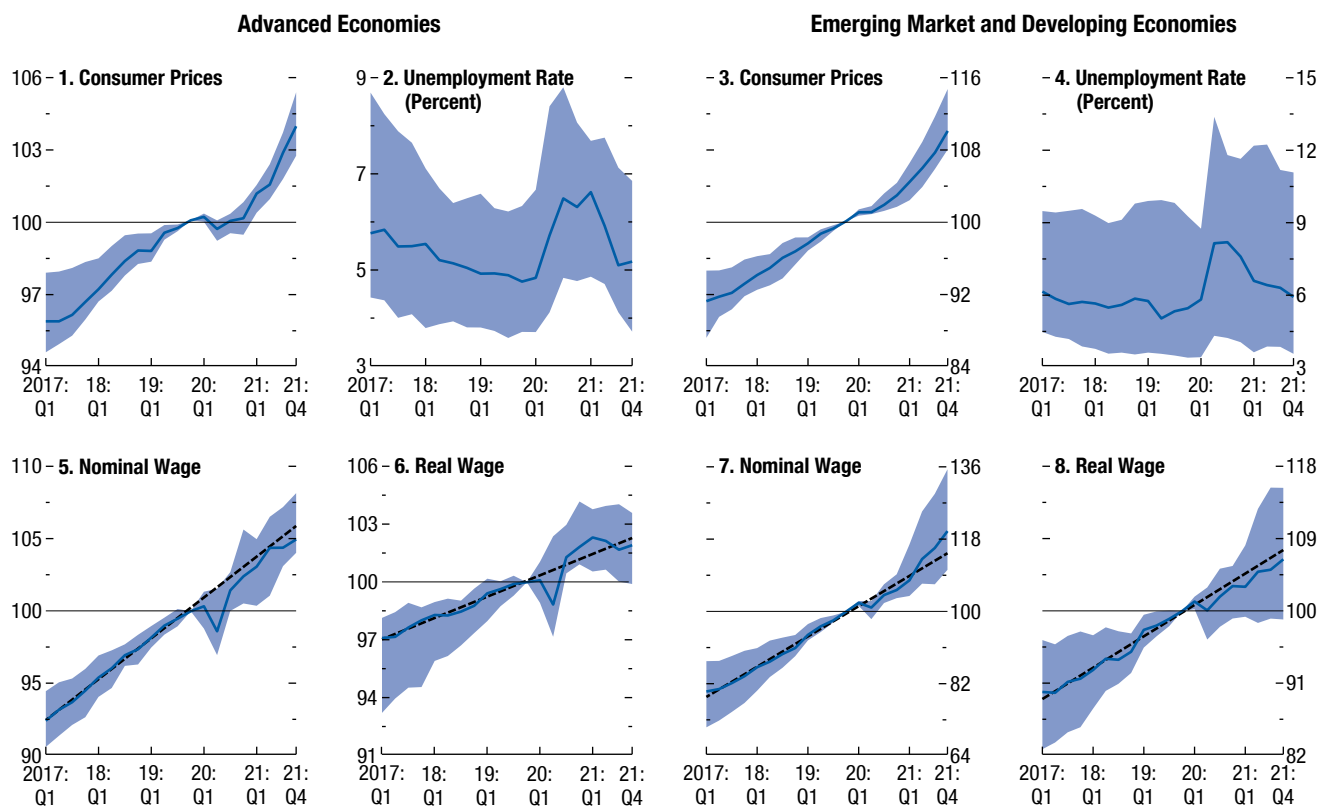 Advanced Economies
Emerging Market and Developing Economies
1. Consumer Prices
106
103
100
97
94
2017:
Q1
18:
Q1
19:
Q1
20:
Q1
21:
Q1
21:
Q4
2. Unemployment Rate
(Percent)
9
7
5
3
2017:
Q1
18:
Q1
19:
Q1
20:
Q1
21:
Q1
21:
Q4
3. Consumer Prices
116
108
100
92
84
2017:
Q1
18:
Q1
19:
Q1
20:
Q1
21:
Q1
21:
Q4
4. Unemployment Rate
(Percent)
15
12
9
6
3
2017:
Q1
18:
Q1
19:
Q1
20:
Q1
21:
Q1
21:
Q4
5. Nominal Wage
110
105
100
95
90
2017:
Q1
18:
Q1
19:
Q1
20:
Q1
21:
Q1
21:
Q4
6. Real Wage
106
103
100
97
94
91
2017:
Q1
18:
Q1
19:
Q1
20:
Q1
21:
Q1
21:
Q4
7. Nominal Wage
136
118
100
82
64
2017:
Q1
18:
Q1
19:
Q1
20:
Q1
21:
Q1
21:
Q4
8. Real Wage
118
109
100
91
82
2017:
Q1
18:
Q1
19:
Q1
20:
Q1
21:
Q1
21:
Q4